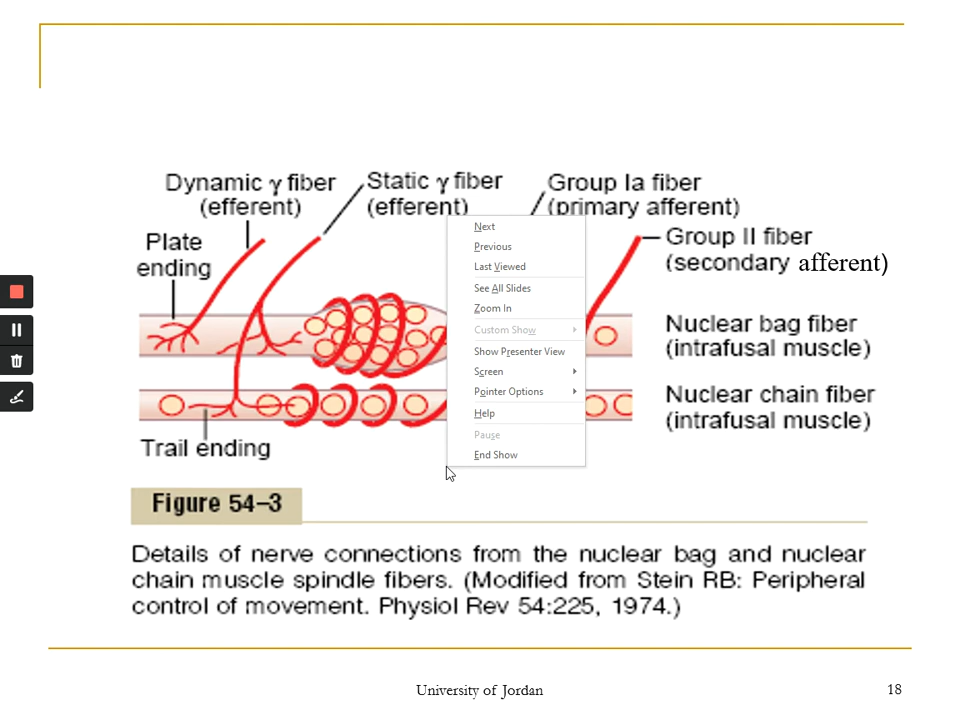 Dynamic γ fiber
(efferent)
Static γ fiber
(efferent)
Group Ia fiber
(primary afferent)
Plate
ending
Group II fiber
(secondary afferent)
Nuclear bag fiber
(intrafusal muscle)
Nuclear chain fiber
(intrafusal muscle)
Trail ending
Next
Previous
Last Viewed
See All Slides
Zoom In
Custom Show
Show Presenter View
Screen
Pointer Options
Help
Pause
End Show
Figure 54–3
Details of nerve connections from the nuclear bag and nuclear
chain muscle spindle fibers. (Modified from Stein RB: Peripheral
control of movement. Physiol Rev 54:225, 1974.)
University of Jordan
18